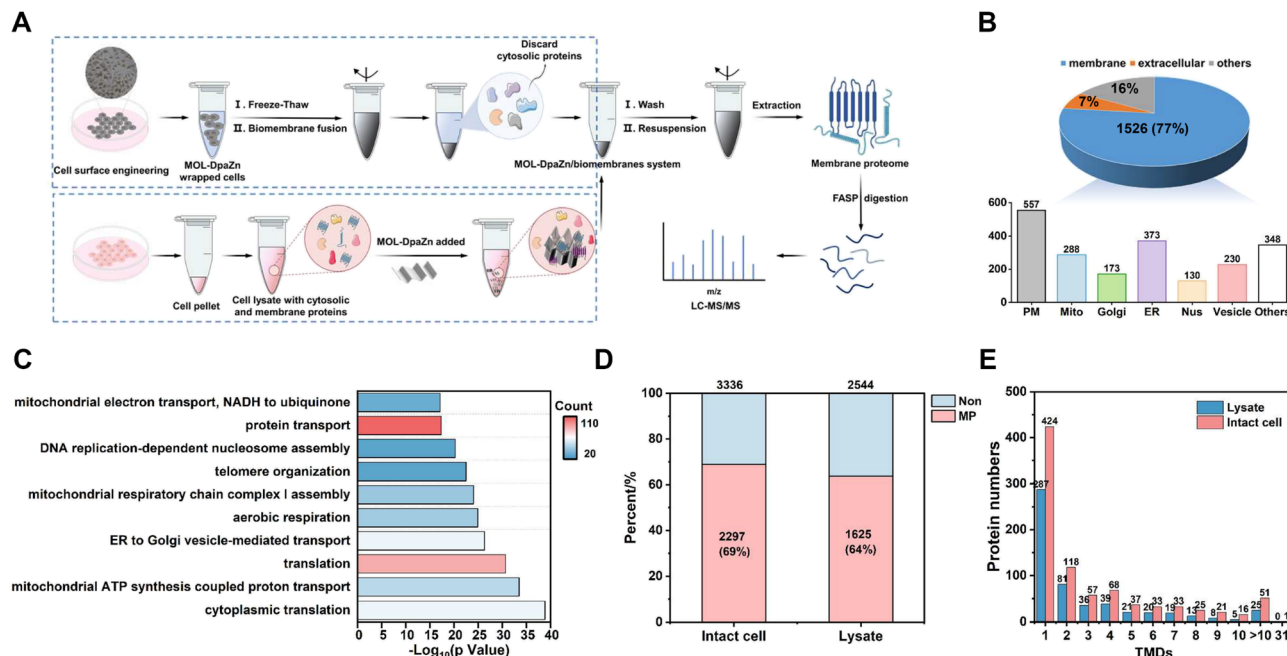 A
Discard
cytosolic proteins
I . Freeze-Thaw
II. Biomembrane fusion
I . Wash
II. Resuspension
Extraction
Cell surface engineering
MOL-DpaZn
wrapped cells
MOL-DpaZn/biomembranes system
Membrane proteome
FASP digestion
MOL-DpaZn added
Cell pellet
Cell lysate with cytosolic
and membrane proteins
m/z
LC-MS/MS
B
membrane extracellular others
16%
7%
1526 (77%)
600
400
200
0
557
288
173
373
130
230
348
PM Mito Golgi ER Nus Vesicle Others
C
mitochondrial electron transport, NADH to ubiquinone
protein transport
DNA replication-dependent nucleosome assembly
telomere organization
mitochondrial respiratory chain complex I assembly
aerobic respiration
ER to Golgi vesicle-mediated transport
translation
mitochondrial ATP synthesis coupled proton transport
cytoplasmic translation
Count
110
20
0 5 10 15 20 25 30 35 40
-Log10(p Value)
D
3336 2544
Non
MP
Percent/%
100
80
60
40
20
0
2297
(69%)
1625
(64%)
Intact cell Lysate
E
Lysate
Intact cell
Protein numbers
500
400
300
200
100
0
287 424
81 118
36 57
39 68
21 37
20 33
19 33
13 25
8 21
5 16
25 51
0 1
1 2 3 4 5 6 7 8 9 10 >10 31
TMDs